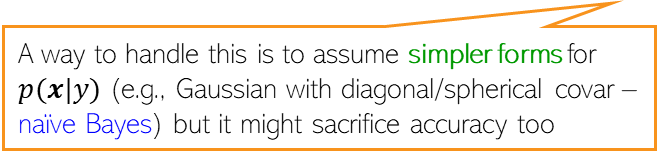 A way to handle this is to assume simpler forms for
p(x|y) (e.g., Gaussian with diagonal/spherical covar –
naïve Bayes) but it might sacrifice accuracy too